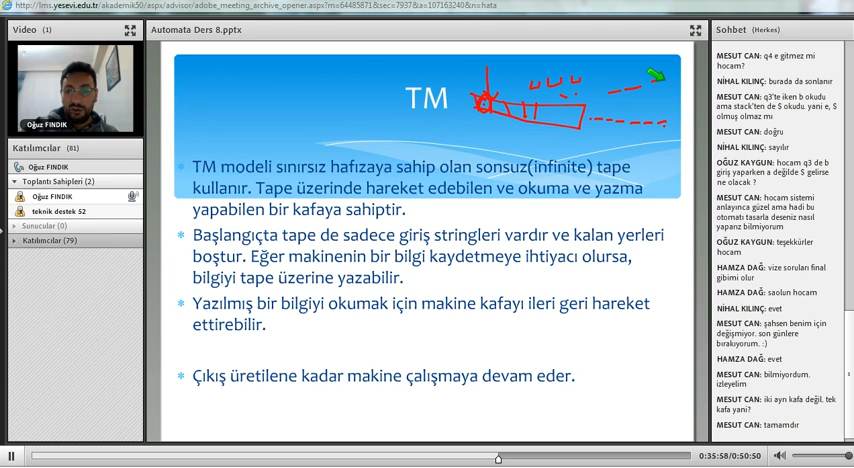 http://lms.yesevi.edu.tr/akademik50/aspx/advisor/adobe_meeting_archive_opener.aspx?m=64485871&sec=7937&a=107163240&n=hata
Video (1)
Oğuz FINDIK
Katılımcılar (81)
Oğuz FINDIK
Toplantı Sahipleri (2)
Oğuz FINDIK
teknik destek 52
Sunucular (0)
Katılımcılar (79)
Automata Ders 8.pptx
TM
TM modeli sınırsız hafızaya sahip olan sonsuz(infinite) tape
kullanır. Tape üzerinde hareket edebilen ve okuma ve yazma
yapabilen bir kafaya sahiptir.
Başlangıçta tape de sadece giriş stringleri vardır ve kalan yerleri
boştur. Eğer makinenin bir bilgi kaydetmeye ihtiyacı olursa,
bilgiyi tape üzerine yazabilir.
Yazılmış bir bilgiyi okumak için makine kafayı ileri geri hareket
ettirebilir.
Çıkış üretilene kadar makine çalışmaya devam eder.
Sohbet (Herkes)
MESUT CAN: q4 e gitmez mi
hocam?
NİHAL KILINÇ: burada da sonlanır
MESUT CAN: q3'te iken b okudu
ama stack'ten de $ okudu. yani e, $
olmuş olmaz mı
MESUT CAN: doğru
NİHAL KILINÇ: sayılır
OĞUZ KAYGUN: hocam q3 de b
giriş yaparken a değilde $ gelirse
ne olacak ?
MESUT CAN: hocam sistemi
anlayınca güzel ama hadi bu
otomatı tasarla deseniz nasıl
yaparız bilmiyorum
OĞUZ KAYGUN: teşekkürler
hocam
HAMZA DAĞ: vize soruları final
gibimi olur
HAMZA DAĞ: saolun hocam
NİHAL KILINÇ: evet
MESUT CAN: şahsen benim için
değişmiyor. son günlere
bırakıyorum. :)
HAMZA DAĞ: evet
MESUT CAN: bilmiyordum.
izleyelim
MESUT CAN: iki ayrı kafa değil. tek
kafa yani?
MESUT CAN: tamamdır
0:35:58/0:50:50